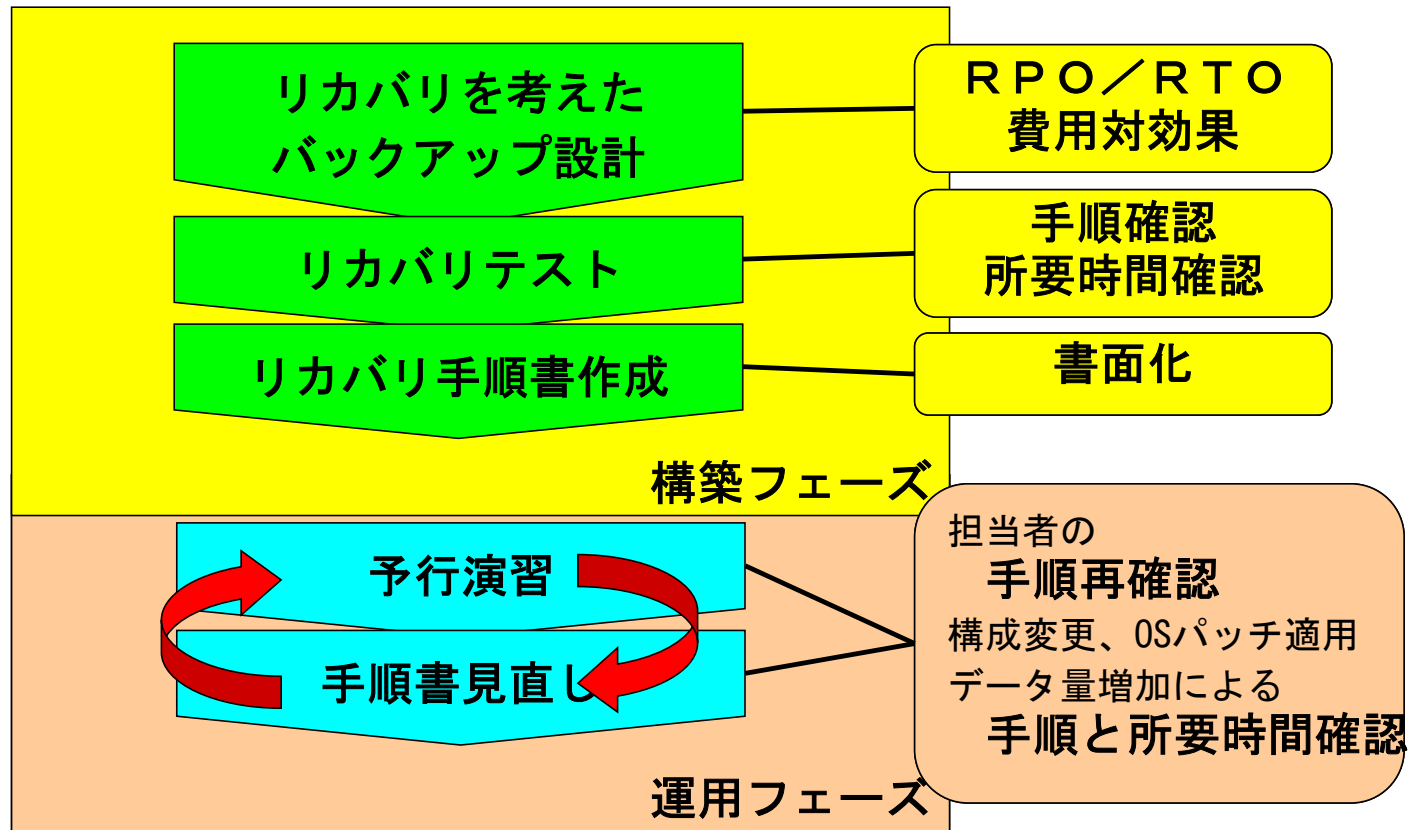 リカバリを考えた
バックアップ設計
ＲＰＯ／ＲＴＯ
費用対効果
リカバリテスト
手順確認
所要時間確認
リカバリ手順書作成
書面化
構築フェーズ
予行演習
手順書見直し
担当者の
手順再確認
構成変更、OSパッチ適用
データ量増加による
手順と所要時間確認
運用フェーズ